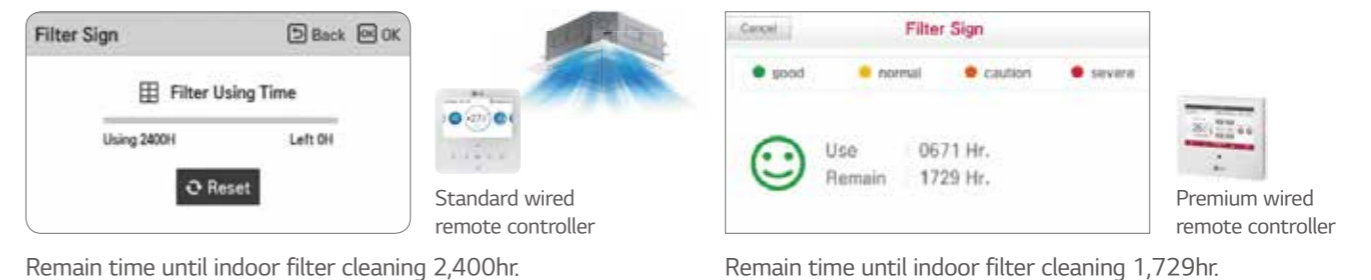 Filter Sign
Back OK OK
Filter Using Time
Using 2400H Left 0H
Reset
Standard wired
remote controller
Remain time until indoor filter cleaning 2,400hr.
Cancel Filter Sign
good normal caution severe
Use 0671 Hr.
Remain 1729 Hr.
Premium wired
remote controller
Remain time until indoor filter cleaning 1,729hr.